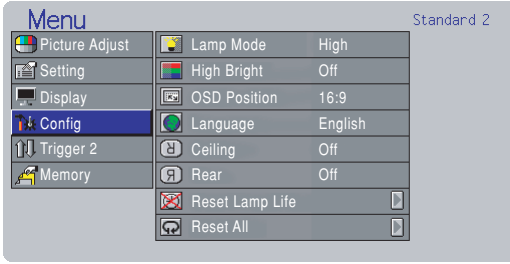 Menu
Standard 2
Picture Adjust
Setting
Display
Config
Trigger 2
Memory
Lamp Mode High
High Bright Off
OSD Position 16:9
Language English
Ceiling Off
Rear Off
Reset Lamp Life
Reset All